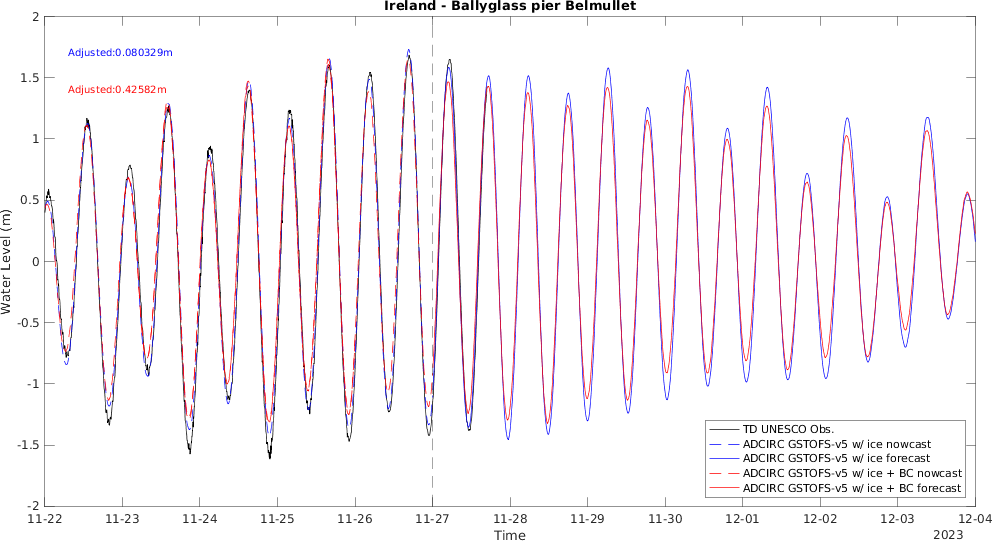 Ireland - Ballyglass pier Belmullet
Adjusted:0.080329m
Adjusted:0.42582m
Water Level (m)
2
1.5
1
0.5
0
-0.5
-1
-1.5
-2
TD UNESCO Obs.
ADCIRC GSTOFS-v5 w/ ice nowcast
ADCIRC GSTOFS-v5 w/ ice forecast
ADCIRC GSTOFS-v5 w/ ice + BC nowcast
ADCIRC GSTOFS-v5 w/ ice + BC forecast
11-22 11-23 11-24 11-25 11-26 11-27 11-28 11-29 11-30 12-01 12-02 12-03 12-04
Time
2023